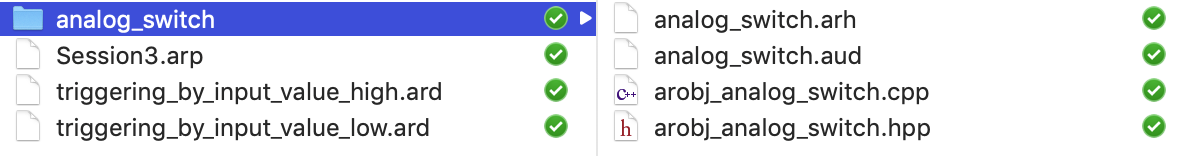 analog_switch
Session3.arp
triggering_by_input_value_high.ard
triggering_by_input_value_low.ard
analog_switch.arh
analog_switch.aud
C++ arobj_analog_switch.cpp
h arobj_analog_switch.hpp